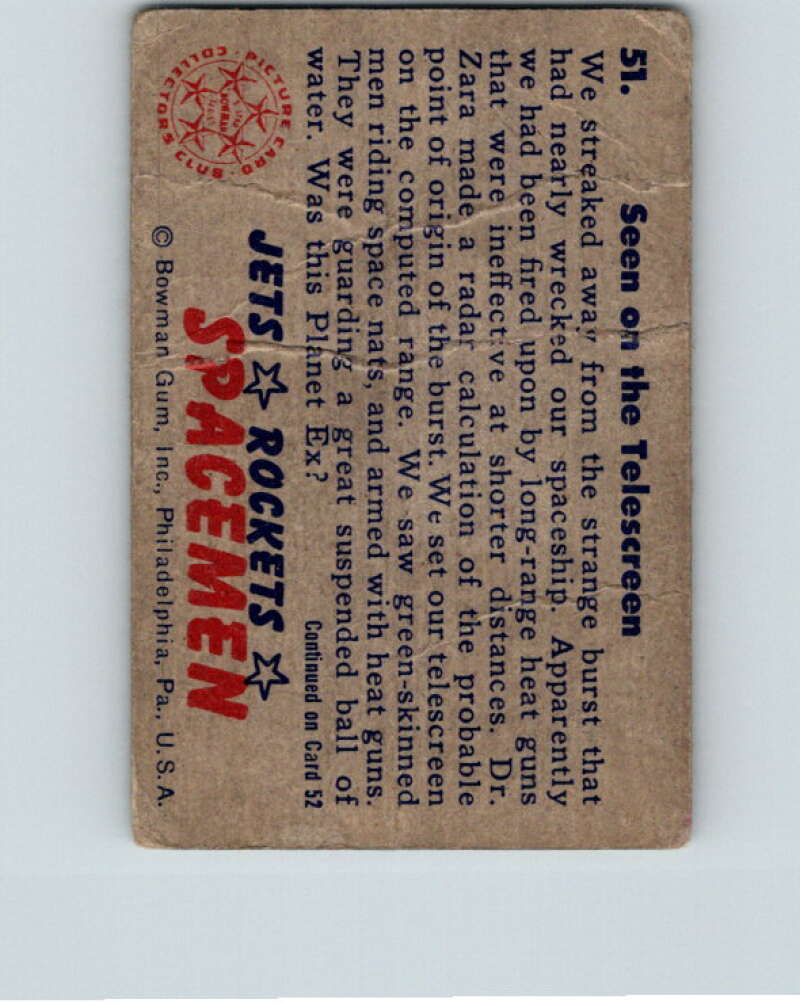 51. Seen on the Telescreen
We streaked away from the strange burst that
had nearly wrecked our spaceship. Apparently
we had been fired upon by long-range heat guns
that were ineffective at shorter distances. Dr.
Zara made a radar calculation of the probable
point of origin of the burst. We set our telescreen
on the computed range. We saw green-skinned
men riding space nats, and armed with heat guns.
They were guarding a great suspended ball of
water. Was this Planet Ex?
Continued on Card 52
PICTURE CARD COLLECTORS CLUB
BOWMAN
JETS ☆ ROCKETS ☆
SPACEMEN
© Bowman Gum, Inc., Philadelphia, Pa., U.S.A.